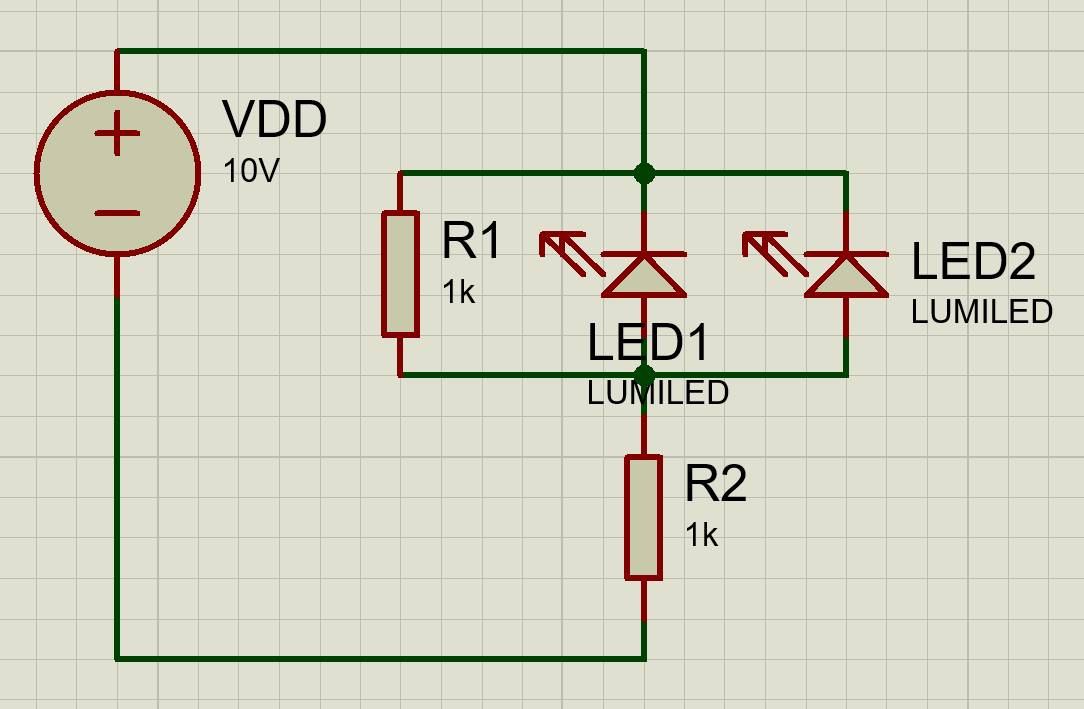 VDD
10V
R1
1k
LED1
LUMILED
LED2
LUMILED
R2
1k